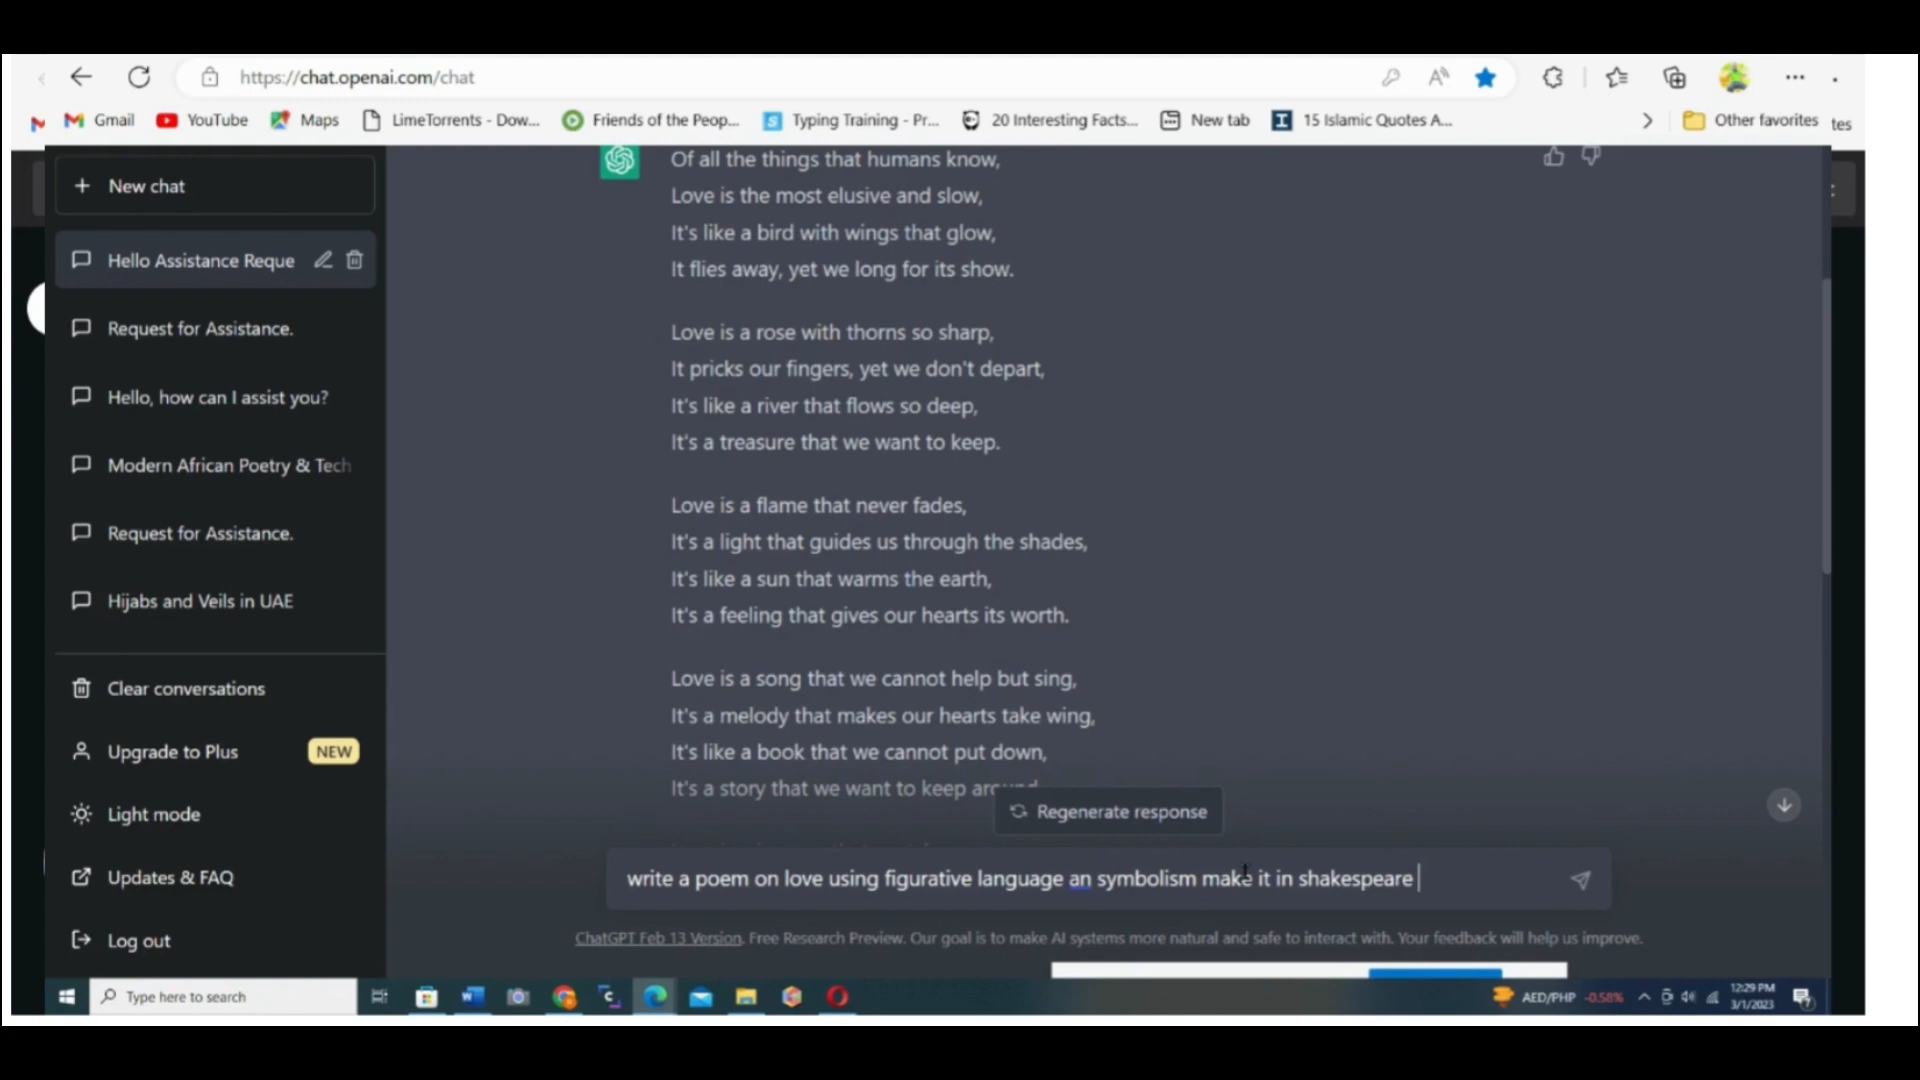 https://chat.openai.com/chat
Gmail YouTube Maps LimeTorrents - Dow... Friends of the Peop... Typing Training - Pr... 20 Interesting Facts... New tab 15 Islamic Quotes A... Other favorites tes
+ New chat
Hello Assistance Reque
Request for Assistance.
Hello, how can I assist you?
Modern African Poetry & Tech
Request for Assistance.
Hijabs and Veils in UAE
Clear conversations
Upgrade to Plus NEW
Light mode
Updates & FAQ
Log out
Of all the things that humans know,
Love is the most elusive and slow,
It's like a bird with wings that glow,
It flies away, yet we long for its show.
Love is a rose with thorns so sharp,
It pricks our fingers, yet we don't depart,
It's like a river that flows so deep,
It's a treasure that we want to keep.
Love is a flame that never fades,
It's a light that guides us through the shades,
It's like a sun that warms the earth,
It's a feeling that gives our hearts its worth.
Love is a song that we cannot help but sing,
It's a melody that makes our hearts take wing,
It's like a book that we cannot put down,
It's a story that we want to keep around
Regenerate response
write a poem on love using figurative language an symbolism make it in shakespeare
ChatGPT Feb 13 Version. Free Research Preview. Our goal is to make AI systems more natural and safe to interact with. Your feedback will help us improve.
Type here to search
AED/PHP -0.58%
12:29 PM
3/1/2023